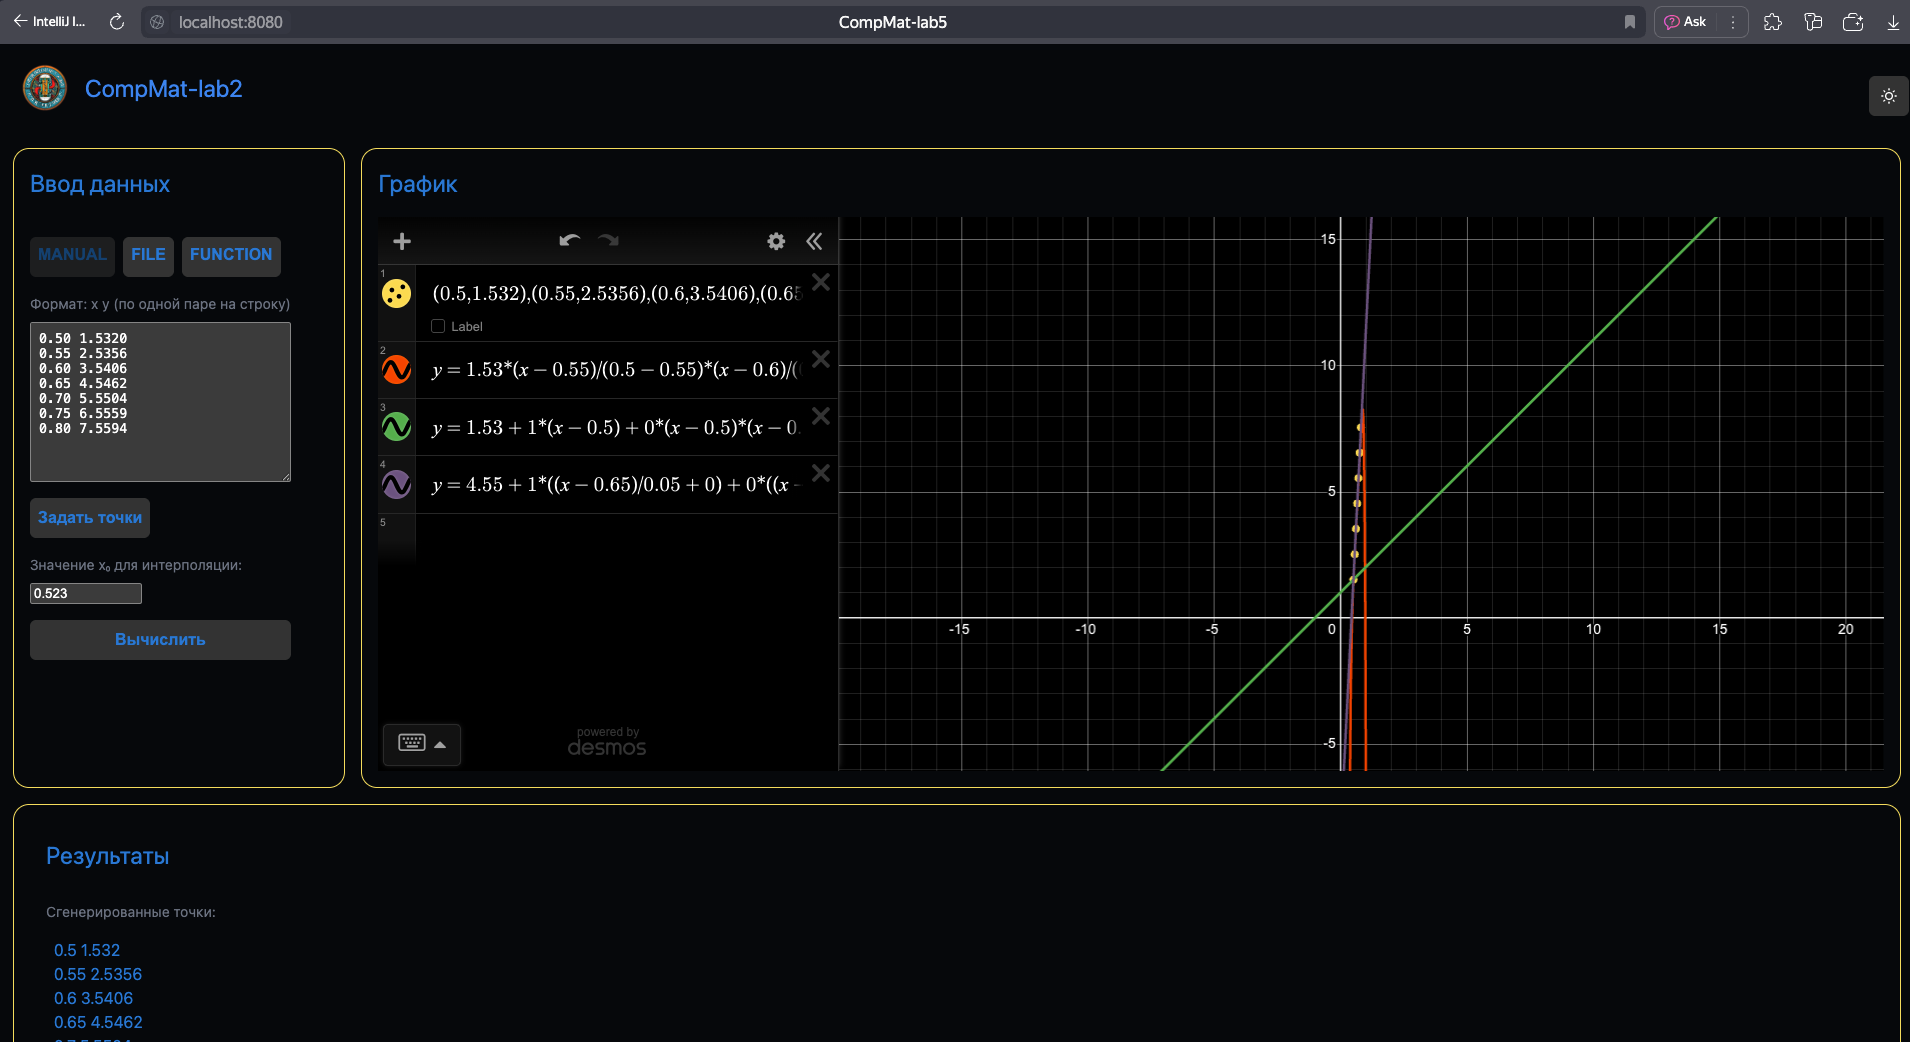 IntelliJ I...
localhost:8080
CompMat-lab5
Ask
CompMat-lab2
Ввод данных
MANUAL
FILE
FUNCTION
Формат: x y (по одной паре на строку)
0.50 1.5320
0.55 2.5356
0.60 3.5406
0.65 4.5462
0.70 5.5504
0.75 6.5559
0.80 7.5594
Задать точки
Значение x₀ для интерполяции:
0.523
Вычислить
График
1
(0.5,1.532),(0.55,2.5356),(0.6,3.5406),(0.65
Label
2
y = 1.53*(x − 0.55)/(0.5 − 0.55)*(x − 0.6)/(
3
y = 1.53 + 1*(x − 0.5) + 0*(x − 0.5)*(x − 0.
4
y = 4.55 + 1*((x − 0.65)/0.05 + 0) + 0*((x −
5
powered by
desmos
15
10
5
-15
-10
-5
0
5
10
15
20
-5
Результаты
Сгенерированные точки:
0.5 1.532
0.55 2.5356
0.6 3.5406
0.65 4.5462